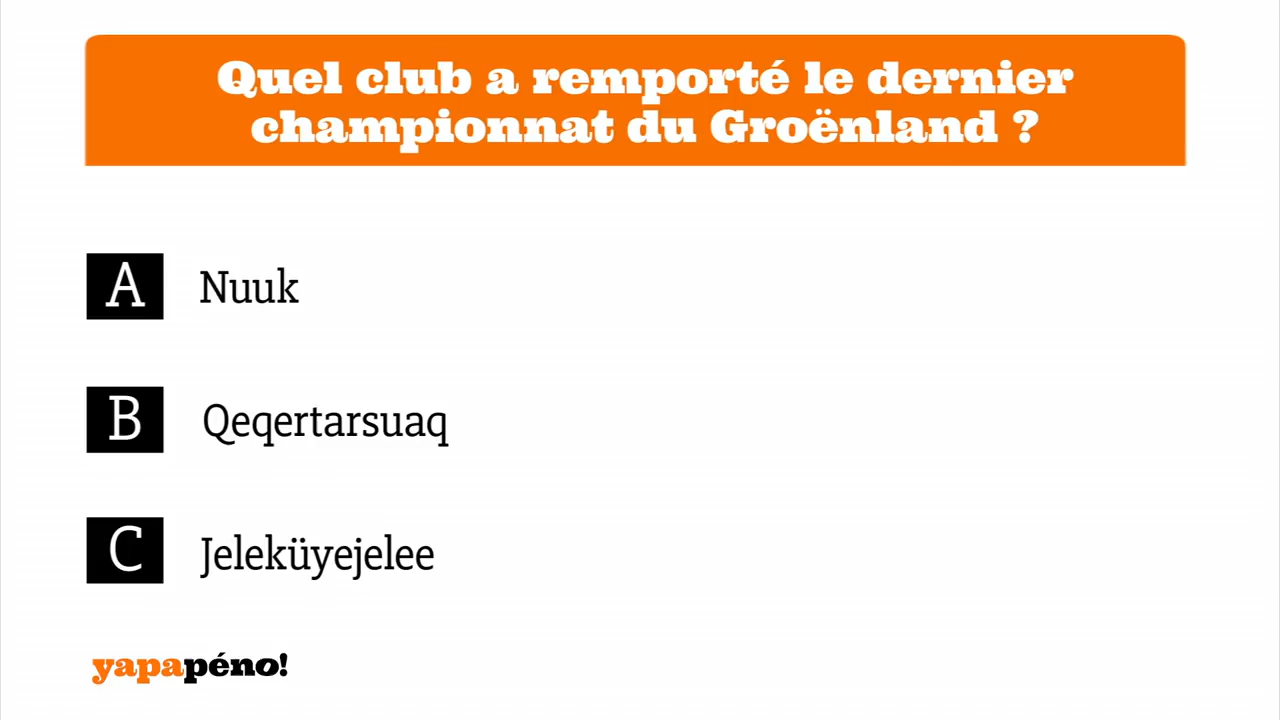 Quel club a remporté le dernier
championnat du Groënland ?
A Nuuk
B Qeqertarsuaq
C Jeleküyejelee
yapapéno!